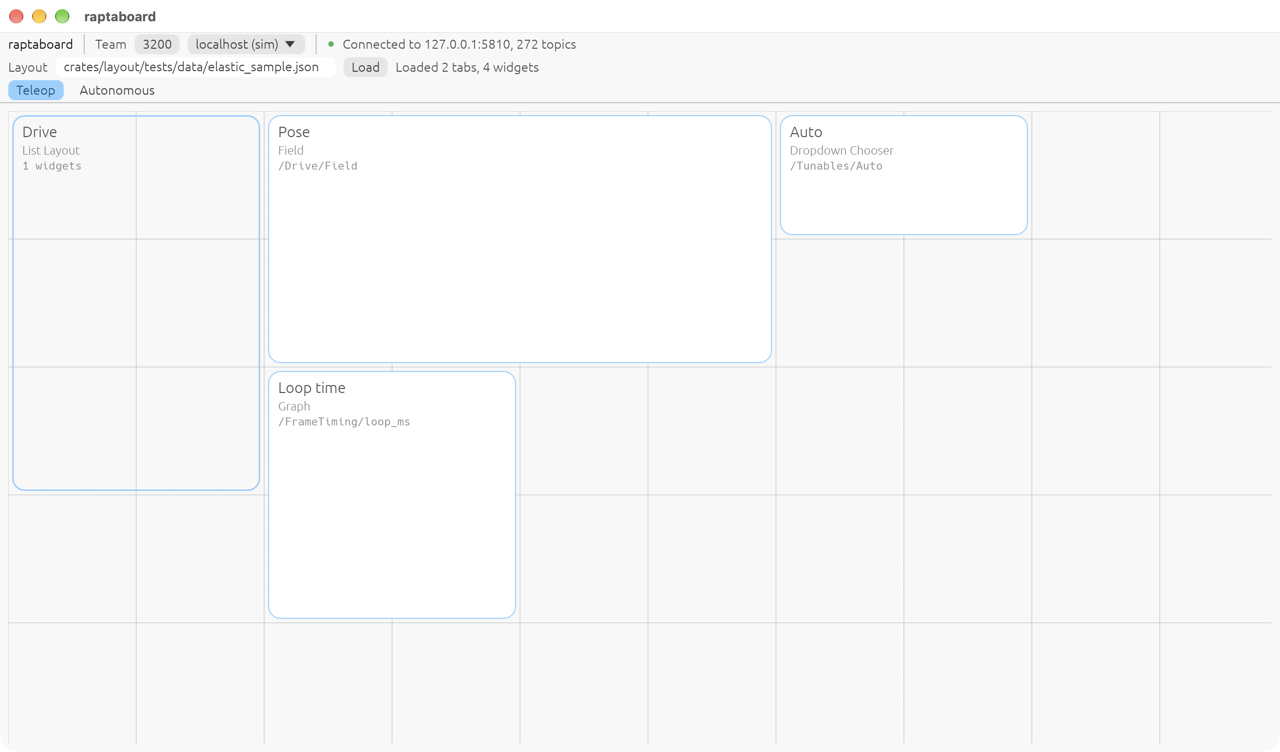 raptaboard
raptaboard Team 3200 localhost (sim) Connected to 127.0.0.1:5810, 272 topics
Layout crates/layout/tests/data/elastic_sample.json Load Loaded 2 tabs, 4 widgets
Teleop Autonomous
Drive
List Layout
1 widgets
Pose
Field
/Drive/Field
Auto
Dropdown Chooser
/Tunables/Auto
Loop time
Graph
/FrameTiming/loop_ms